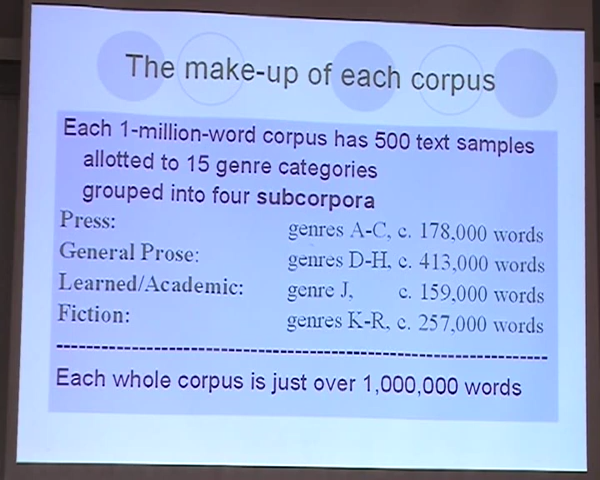 The make-up of each corpus
Each 1-million-word corpus has 500 text samples
allotted to 15 genre categories
grouped into four subcorpora
Press: genres A-C, c. 178,000 words
General Prose: genres D-H, c. 413,000 words
Learned/Academic: genre J, c. 159,000 words
Fiction: genres K-R, c. 257,000 words
Each whole corpus is just over 1,000,000 words